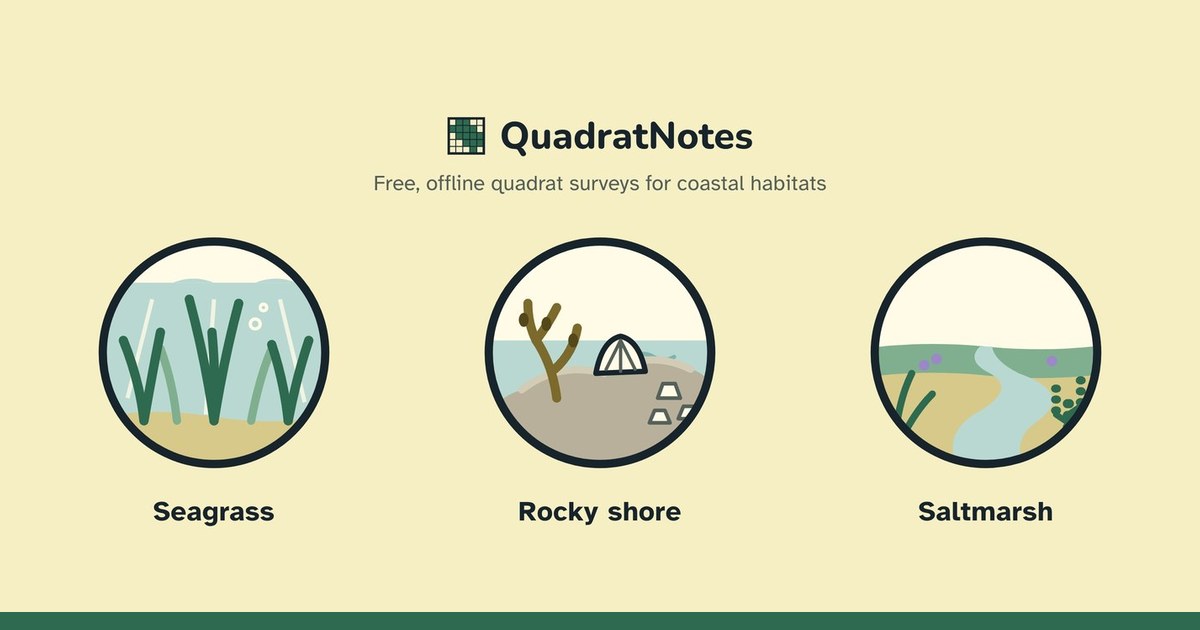 QuadratNotes
Free, offline quadrat surveys for coastal habitats
Seagrass
Rocky shore
Saltmarsh